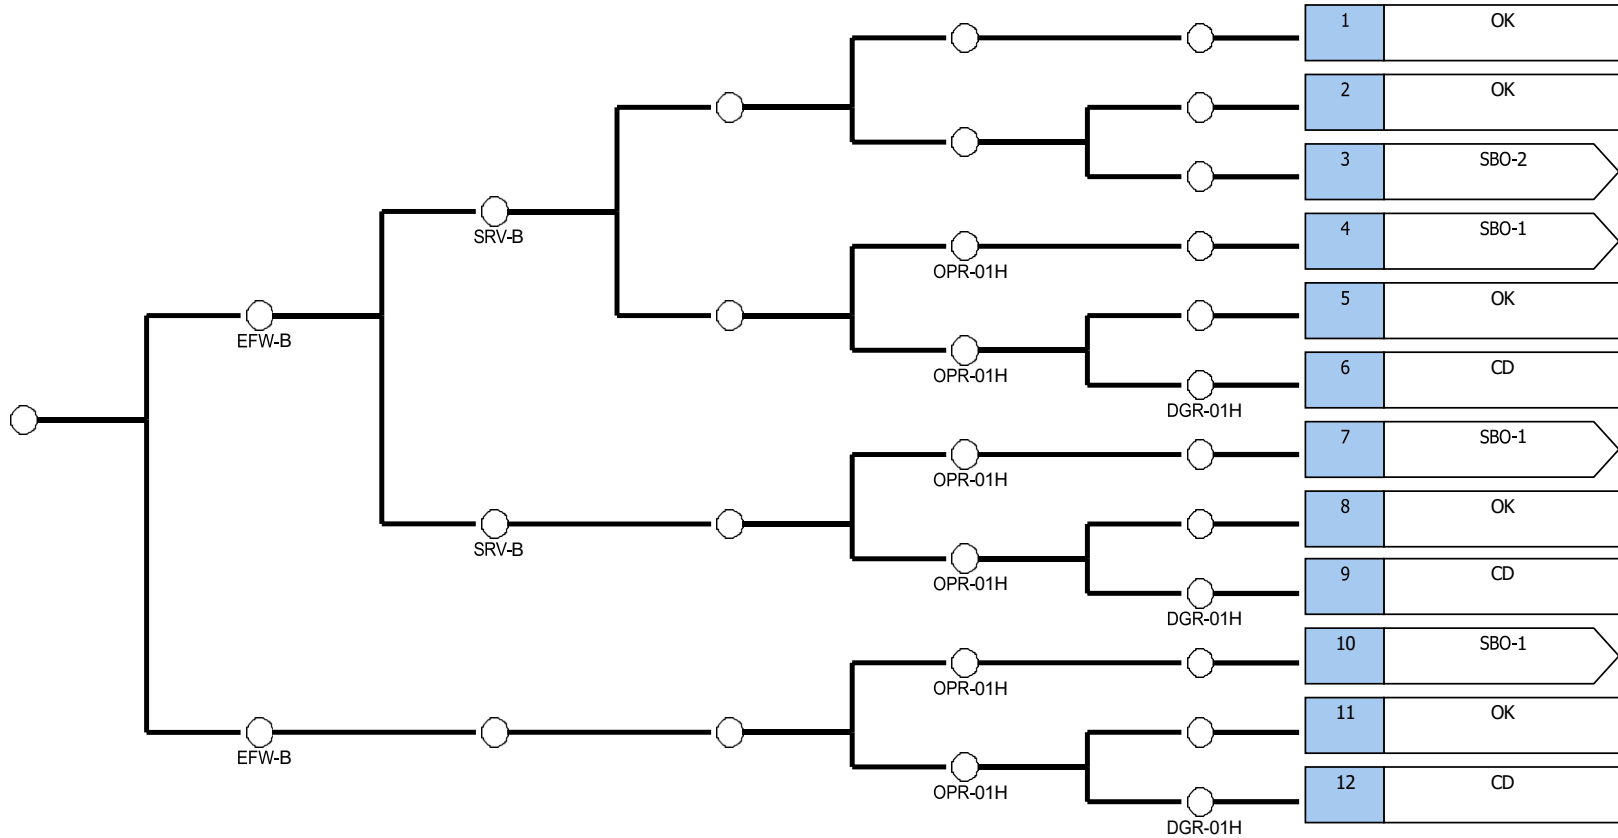 1 OK
2 OK
3 SBO-2
SRV-B
4 SBO-1
OPR-01H
5 OK
EFW-B
OPR-01H
6 CD
DGR-01H
7 SBO-1
OPR-01H
8 OK
SRV-B
OPR-01H
9 CD
DGR-01H
10 SBO-1
OPR-01H
11 OK
EFW-B
OPR-01H
12 CD
DGR-01H